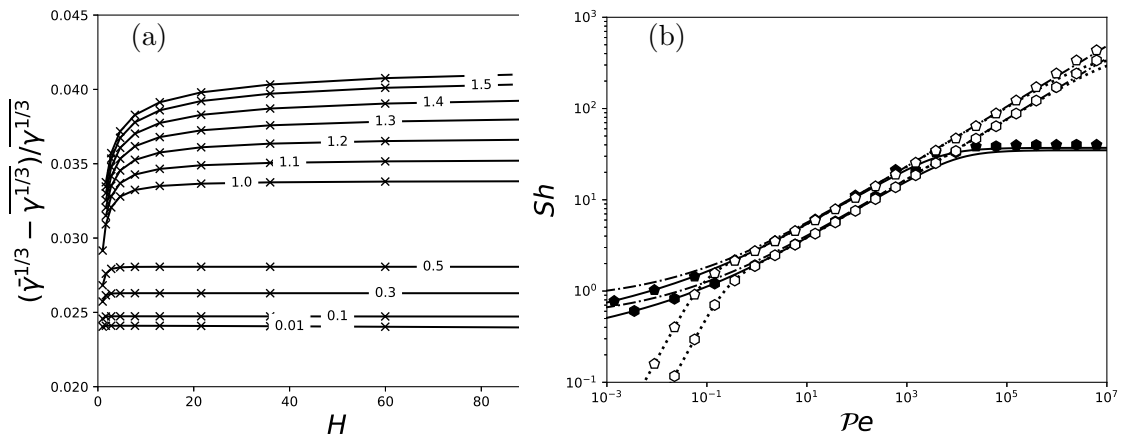 (a)
(γ̄^{1/3} − \overline{γ^{1/3}})/\overline{γ^{1/3}}
0.045
0.040
0.035
0.030
0.025
0.020
1.5
1.4
1.3
1.2
1.1
1.0
0.5
0.3
0.1
0.01
0 20 40 60 80
H
(b)
Sh
10^3
10^2
10^1
10^0
10^{−1}
10^{−3} 10^{−1} 10^1 10^3 10^5 10^7
𝒫e